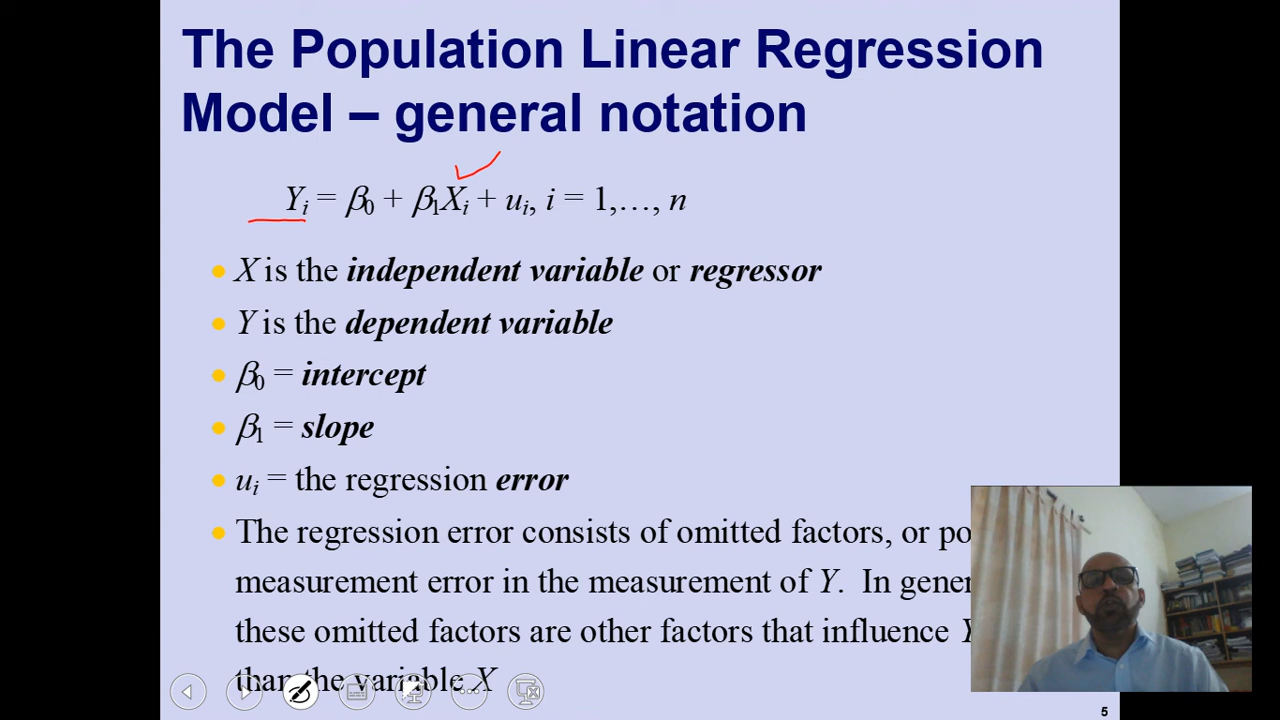 The Population Linear Regression
Model – general notation
Yᵢ = β₀ + β₁Xᵢ + uᵢ, i = 1,…, n
X is the independent variable or regressor
Y is the dependent variable
β₀ = intercept
β₁ = slope
uᵢ = the regression error
The regression error consists of omitted factors, or
measurement error in the measurement of Y. In
these omitted factors are other factors that influence
than the variable X
5